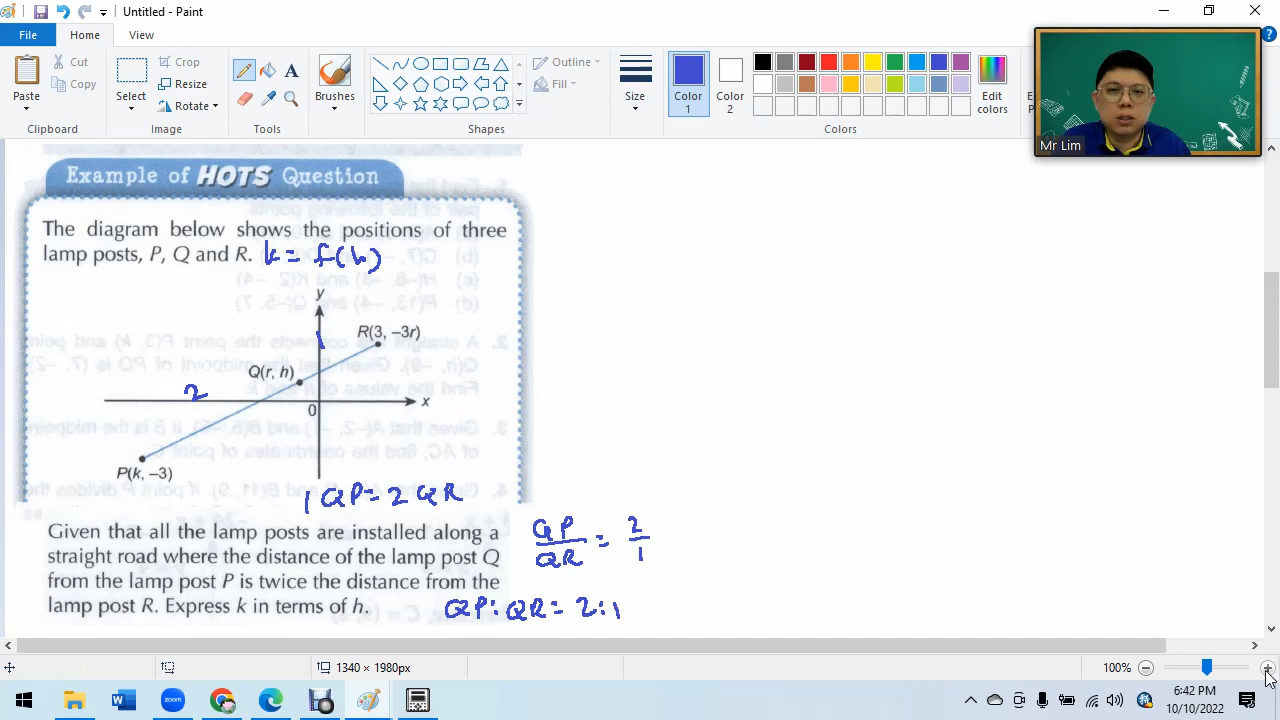 Untitled - Paint
File
Home
View
Paste
Cut
Copy
Clipboard
Select
Crop
Resize
Rotate
Image
A
Tools
Brushes
Outline
Fill
Shapes
Size
Color 1
Color 2
Edit colors
Colors
Mr Lim
Example of HOTS Question
The diagram below shows the positions of three
lamp posts, P, Q and R.
k = f(h)
y
R(3, –3r)
1
Q(r, h)
2
0
x
P(k, –3)
1 QP = 2 QR
Given that all the lamp posts are installed along a
straight road where the distance of the lamp post Q
from the lamp post P is twice the distance from the
lamp post R. Express k in terms of h.
QP/QR = 2/1
QP : QR = 2 : 1
1340 × 1980px
100%
W
zoom
6:42 PM
10/10/2022